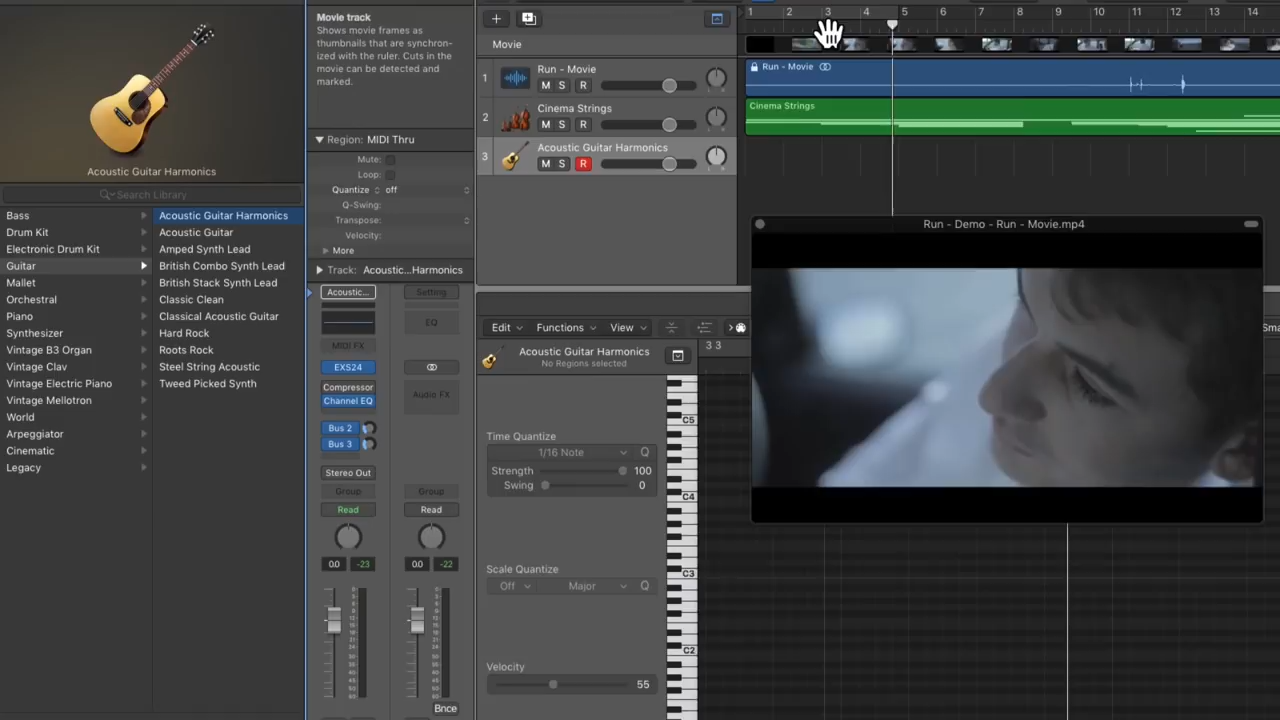 Acoustic Guitar Harmonics
Search Library
Bass
Drum Kit
Electronic Drum Kit
Guitar
Mallet
Orchestral
Piano
Synthesizer
Vintage B3 Organ
Vintage Clav
Vintage Electric Piano
Vintage Mellotron
World
Arpeggiator
Cinematic
Legacy
Acoustic Guitar Harmonics
Acoustic Guitar
Amped Synth Lead
British Combo Synth Lead
British Stack Synth Lead
Classic Clean
Classical Acoustic Guitar
Hard Rock
Roots Rock
Steel String Acoustic
Tweed Picked Synth
Movie track
Shows movie frames as
thumbnails that are synchron-
ized with the ruler. Cuts in the
movie can be detected and
marked.
Region: MIDI Thru
Mute:
Loop:
Quantize off
Q-Swing:
Transpose:
Velocity:
More
Track: Acoustic...Harmonics
Acoustic... Setting
EQ
MIDI FX
EXS24
Compressor
Channel EQ
Audio FX
Bus 2
Bus 3
Stereo Out
Group Group
Read Read
0.0 -23 0.0 -22
Bnce
Movie
1 Run - Movie
M S R
2 Cinema Strings
M S R
3 Acoustic Guitar Harmonics
M S R
1 2 3 4 5 6 7 8 9 10 11 12 13 14
Run - Movie
Cinema Strings
Run - Demo - Run - Movie.mp4
Edit Functions View
Acoustic Guitar Harmonics
No Regions selected
3 3
Time Quantize
1/16 Note Q
Strength 100
Swing 0
Scale Quantize
Off Major Q
Velocity
55
C5
C4
C3
C2